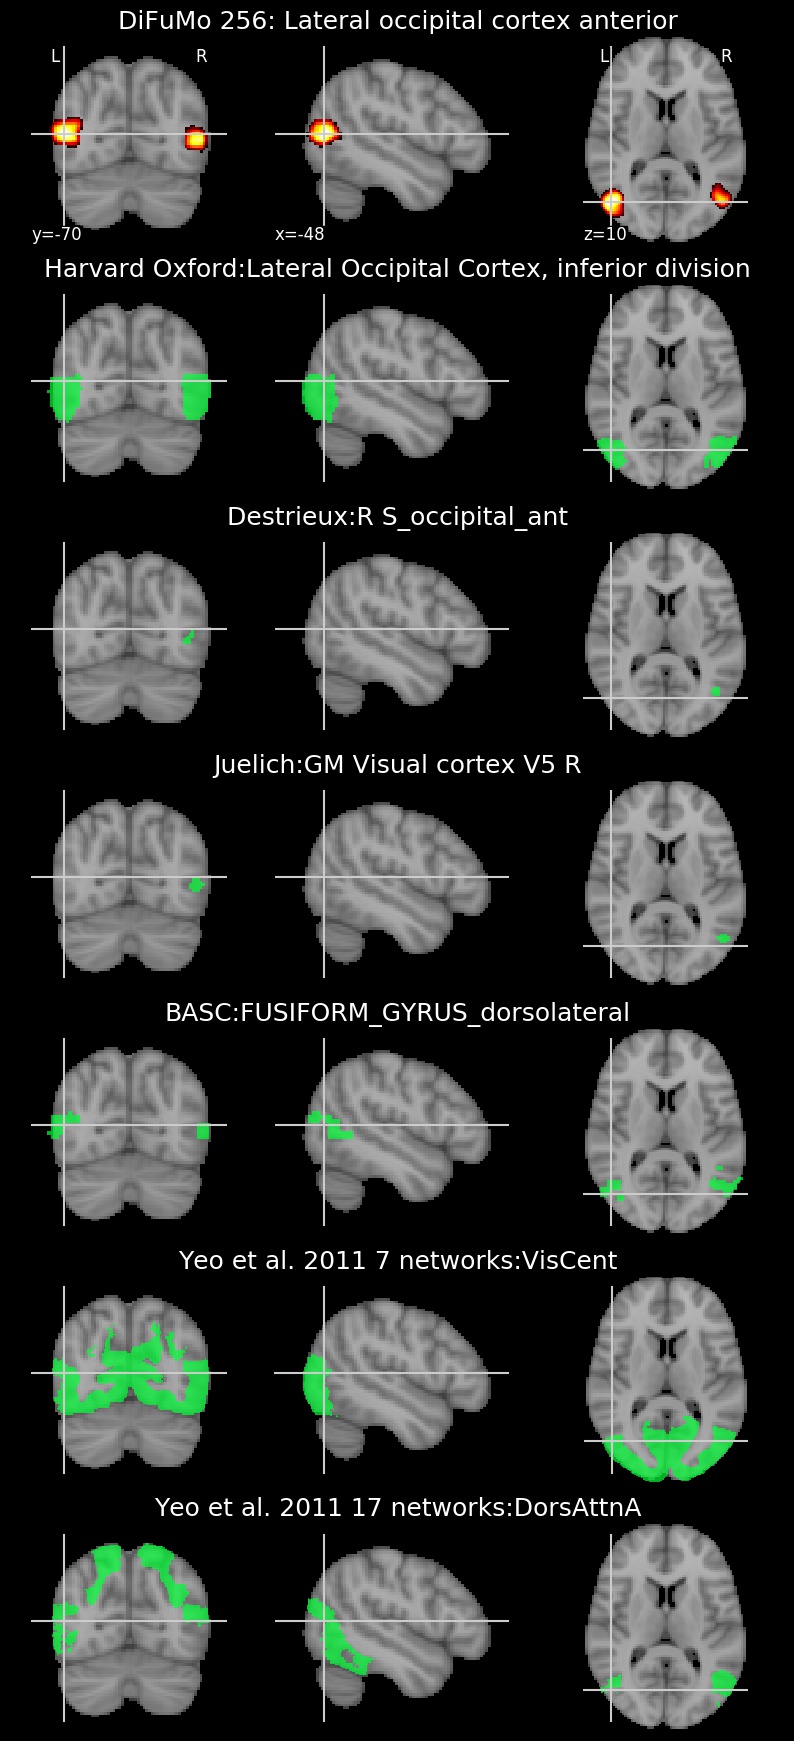 DiFuMo 256: Lateral occipital cortex anterior
L R L R
y=-70 x=-48 z=10
Harvard Oxford:Lateral Occipital Cortex, inferior division
Destrieux:R S_occipital_ant
Juelich:GM Visual cortex V5 R
BASC:FUSIFORM_GYRUS_dorsolateral
Yeo et al. 2011 7 networks:VisCent
Yeo et al. 2011 17 networks:DorsAttnA